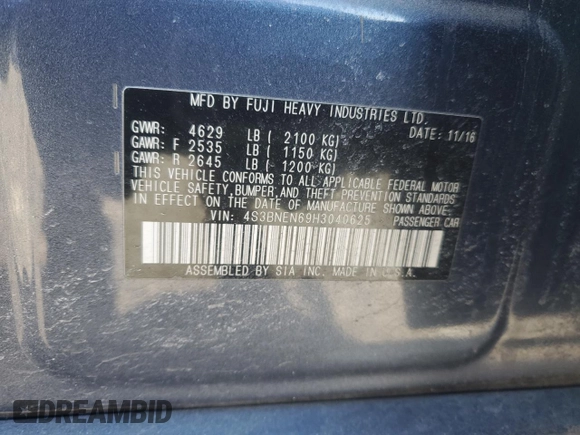 MFD BY FUJI HEAVY INDUSTRIES LTD.
DATE: 11/16
GVWR: 4629 LB ( 2100 KG)
GAWR: F 2535 LB ( 1150 KG)
GAWR: R 2645 LB ( 1200 KG)
THIS VEHICLE CONFORMS TO ALL APPLICABLE FEDERAL MOTOR
VEHICLE SAFETY, BUMPER, AND THEFT PREVENTION STANDARDS
IN EFFECT ON THE DATE OF MANUFACTURE SHOWN ABOVE.
VIN: 4S3BNEN69H3040625 PASSENGER CAR
ASSEMBLED BY SIA INC. MADE IN U.S.A.
DREAMBID